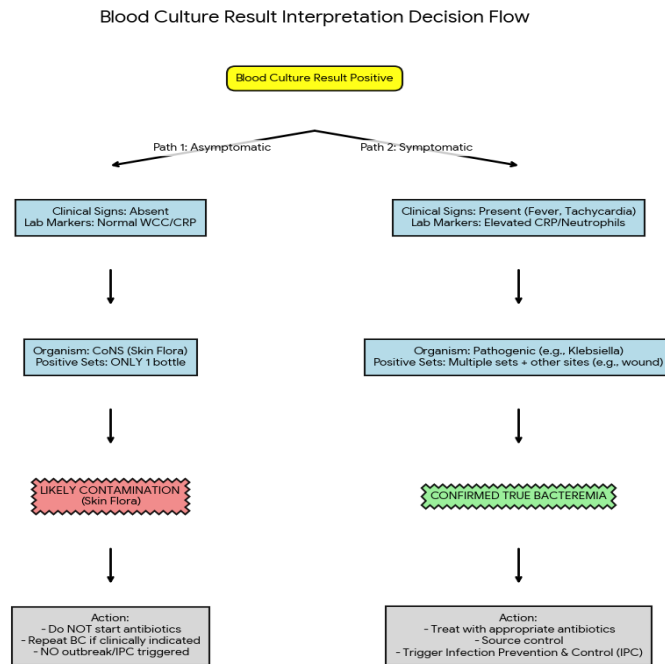 Blood Culture Result Interpretation Decision Flow
Blood Culture Result Positive
Path 1: Asymptomatic
Path 2: Symptomatic
Clinical Signs: Absent
Lab Markers: Normal WCC/CRP
Clinical Signs: Present (Fever, Tachycardia)
Lab Markers: Elevated CRP/Neutrophils
Organism: CoNS (Skin Flora)
Positive Sets: ONLY 1 bottle
Organism: Pathogenic (e.g., Klebsiella)
Positive Sets: Multiple sets + other sites (e.g., wound)
LIKELY CONTAMINATION
(Skin Flora)
CONFIRMED TRUE BACTEREMIA
Action:
- Do NOT start antibiotics
- Repeat BC if clinically indicated
- NO outbreak/IPC triggered
Action:
- Treat with appropriate antibiotics
- Source control
- Trigger Infection Prevention & Control (IPC)